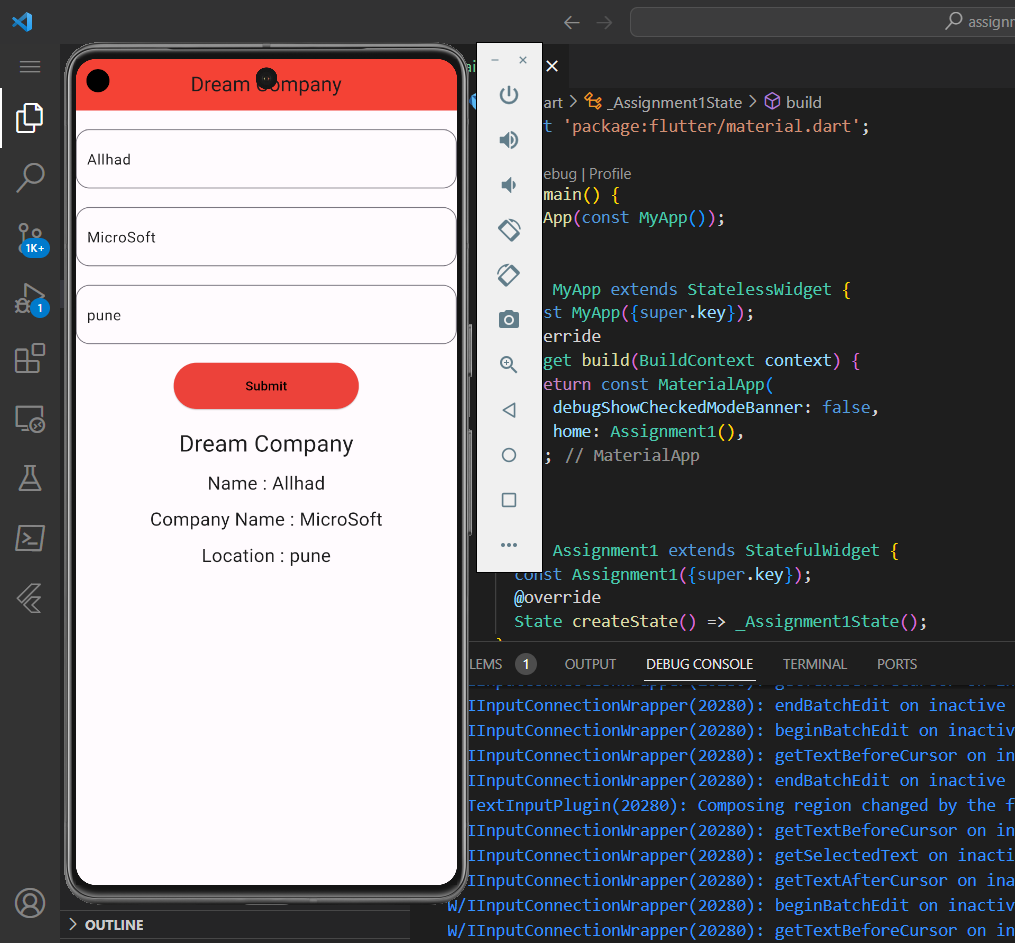 assignm
Dream Company
Allhad
MicroSoft
pune
Submit
Dream Company
Name : Allhad
Company Name : MicroSoft
Location : pune
1K+
1
OUTLINE
art > _Assignment1State > build
t 'package:flutter/material.dart';
ebug | Profile
main() {
App(const MyApp());
MyApp extends StatelessWidget {
st MyApp({super.key});
erride
get build(BuildContext context) {
eturn const MaterialApp(
debugShowCheckedModeBanner: false,
home: Assignment1(),
; // MaterialApp
Assignment1 extends StatefulWidget {
const Assignment1({super.key});
@override
State createState() => _Assignment1State();
}
LEMS 1 OUTPUT DEBUG CONSOLE TERMINAL PORTS
IInputConnectionWrapper(20280): endBatchEdit on inactive
IInputConnectionWrapper(20280): beginBatchEdit on inactiv
IInputConnectionWrapper(20280): getTextBeforeCursor on in
IInputConnectionWrapper(20280): endBatchEdit on inactive
TextInputPlugin(20280): Composing region changed by the f
IInputConnectionWrapper(20280): getTextBeforeCursor on in
IInputConnectionWrapper(20280): getSelectedText on inacti
IInputConnectionWrapper(20280): getTextAfterCursor on ina
W/IInputConnectionWrapper(20280): beginBatchEdit on inactiv
W/IInputConnectionWrapper(20280): getTextBeforeCursor on in